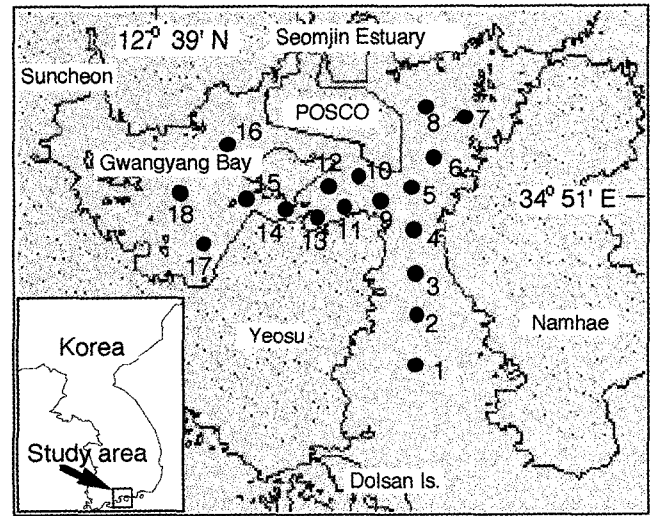 127° 39' N
Seomjin Estuary
Suncheon
POSCO
8
7
16
6
Gwangyang Bay
12
10
15
5
34° 51' E
18
14
13
11
9
4
17
3
2
Namhae
Yeosu
1
Korea
Study area
Dolsan Is.